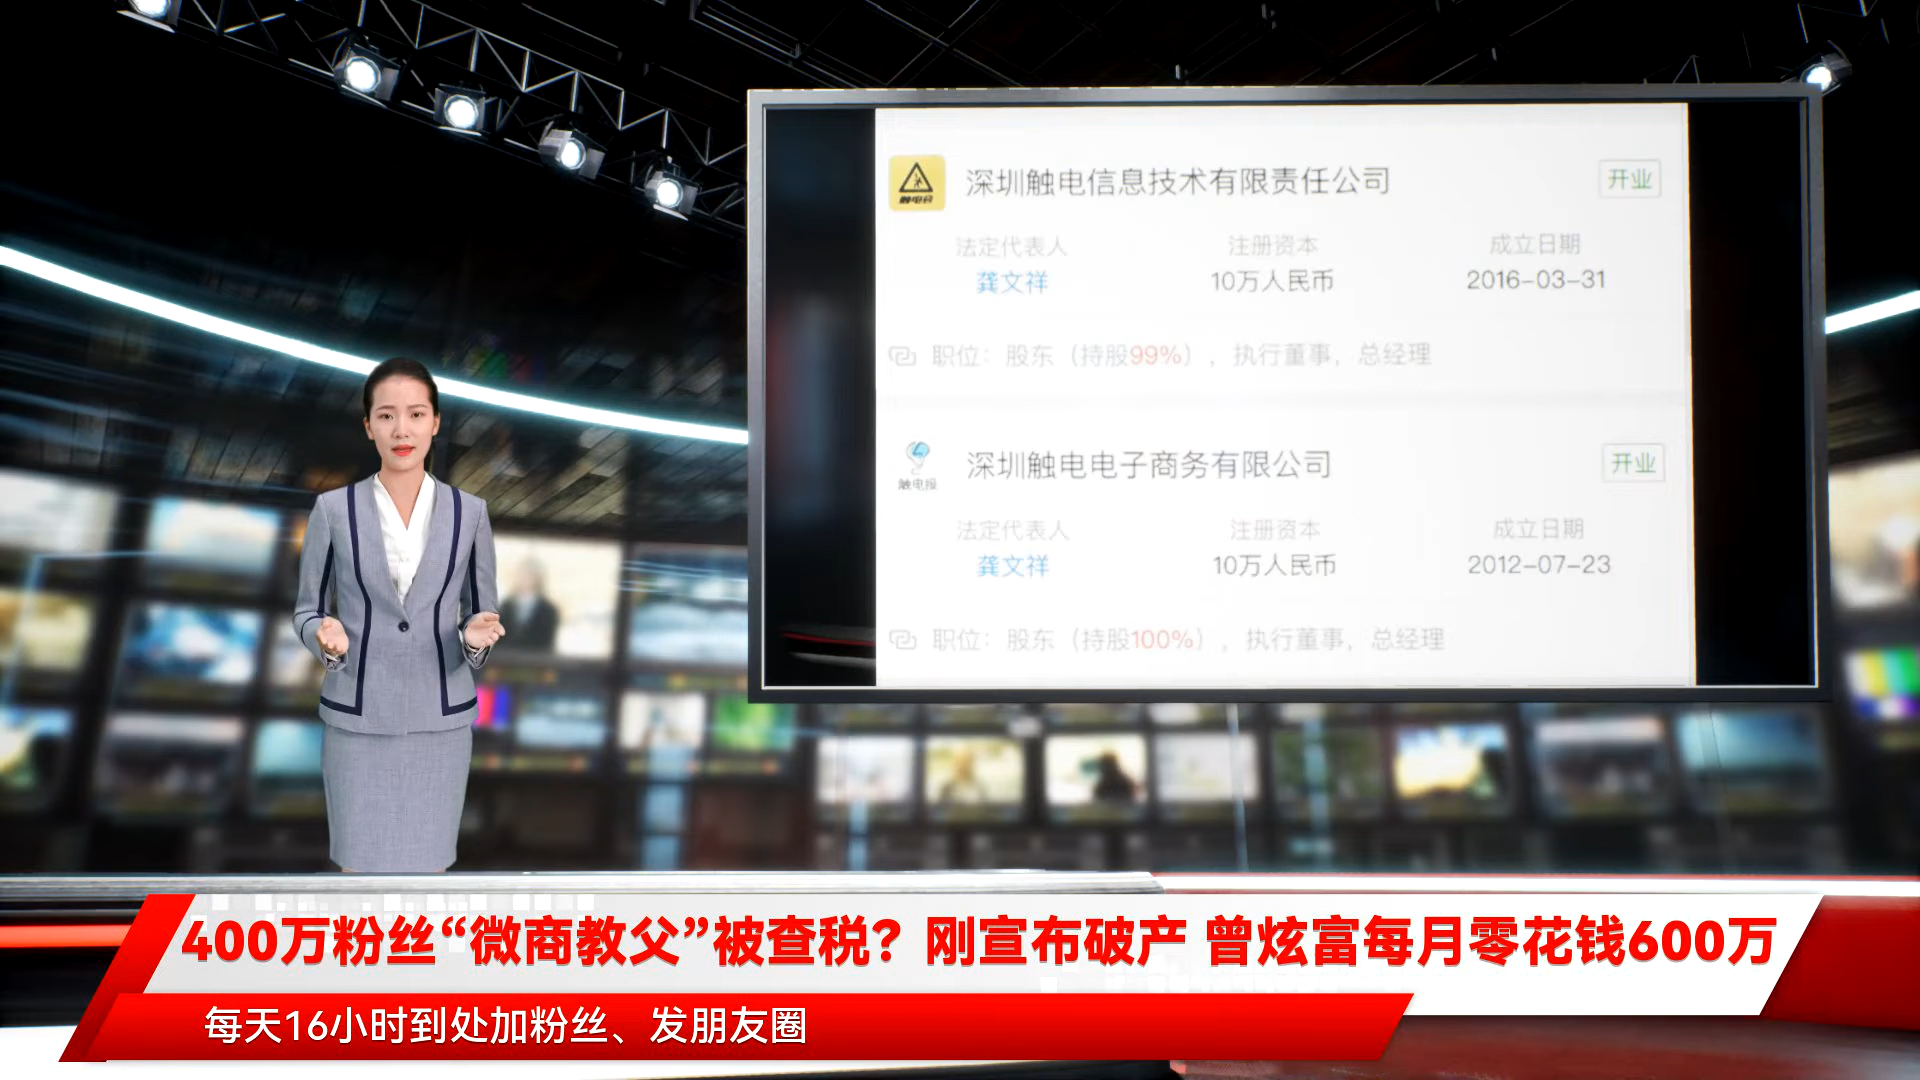 触电会
深圳触电信息技术有限责任公司
开业
法定代表人 注册资本 成立日期
龚文祥 10万人民币 2016-03-31
职位：股东（持股99%），执行董事，总经理
触电报
深圳触电电子商务有限公司
开业
法定代表人 注册资本 成立日期
龚文祥 10万人民币 2012-07-23
职位：股东（持股100%），执行董事，总经理
400万粉丝“微商教父”被查税？刚宣布破产 曾炫富每月零花钱600万
每天16小时到处加粉丝、发朋友圈